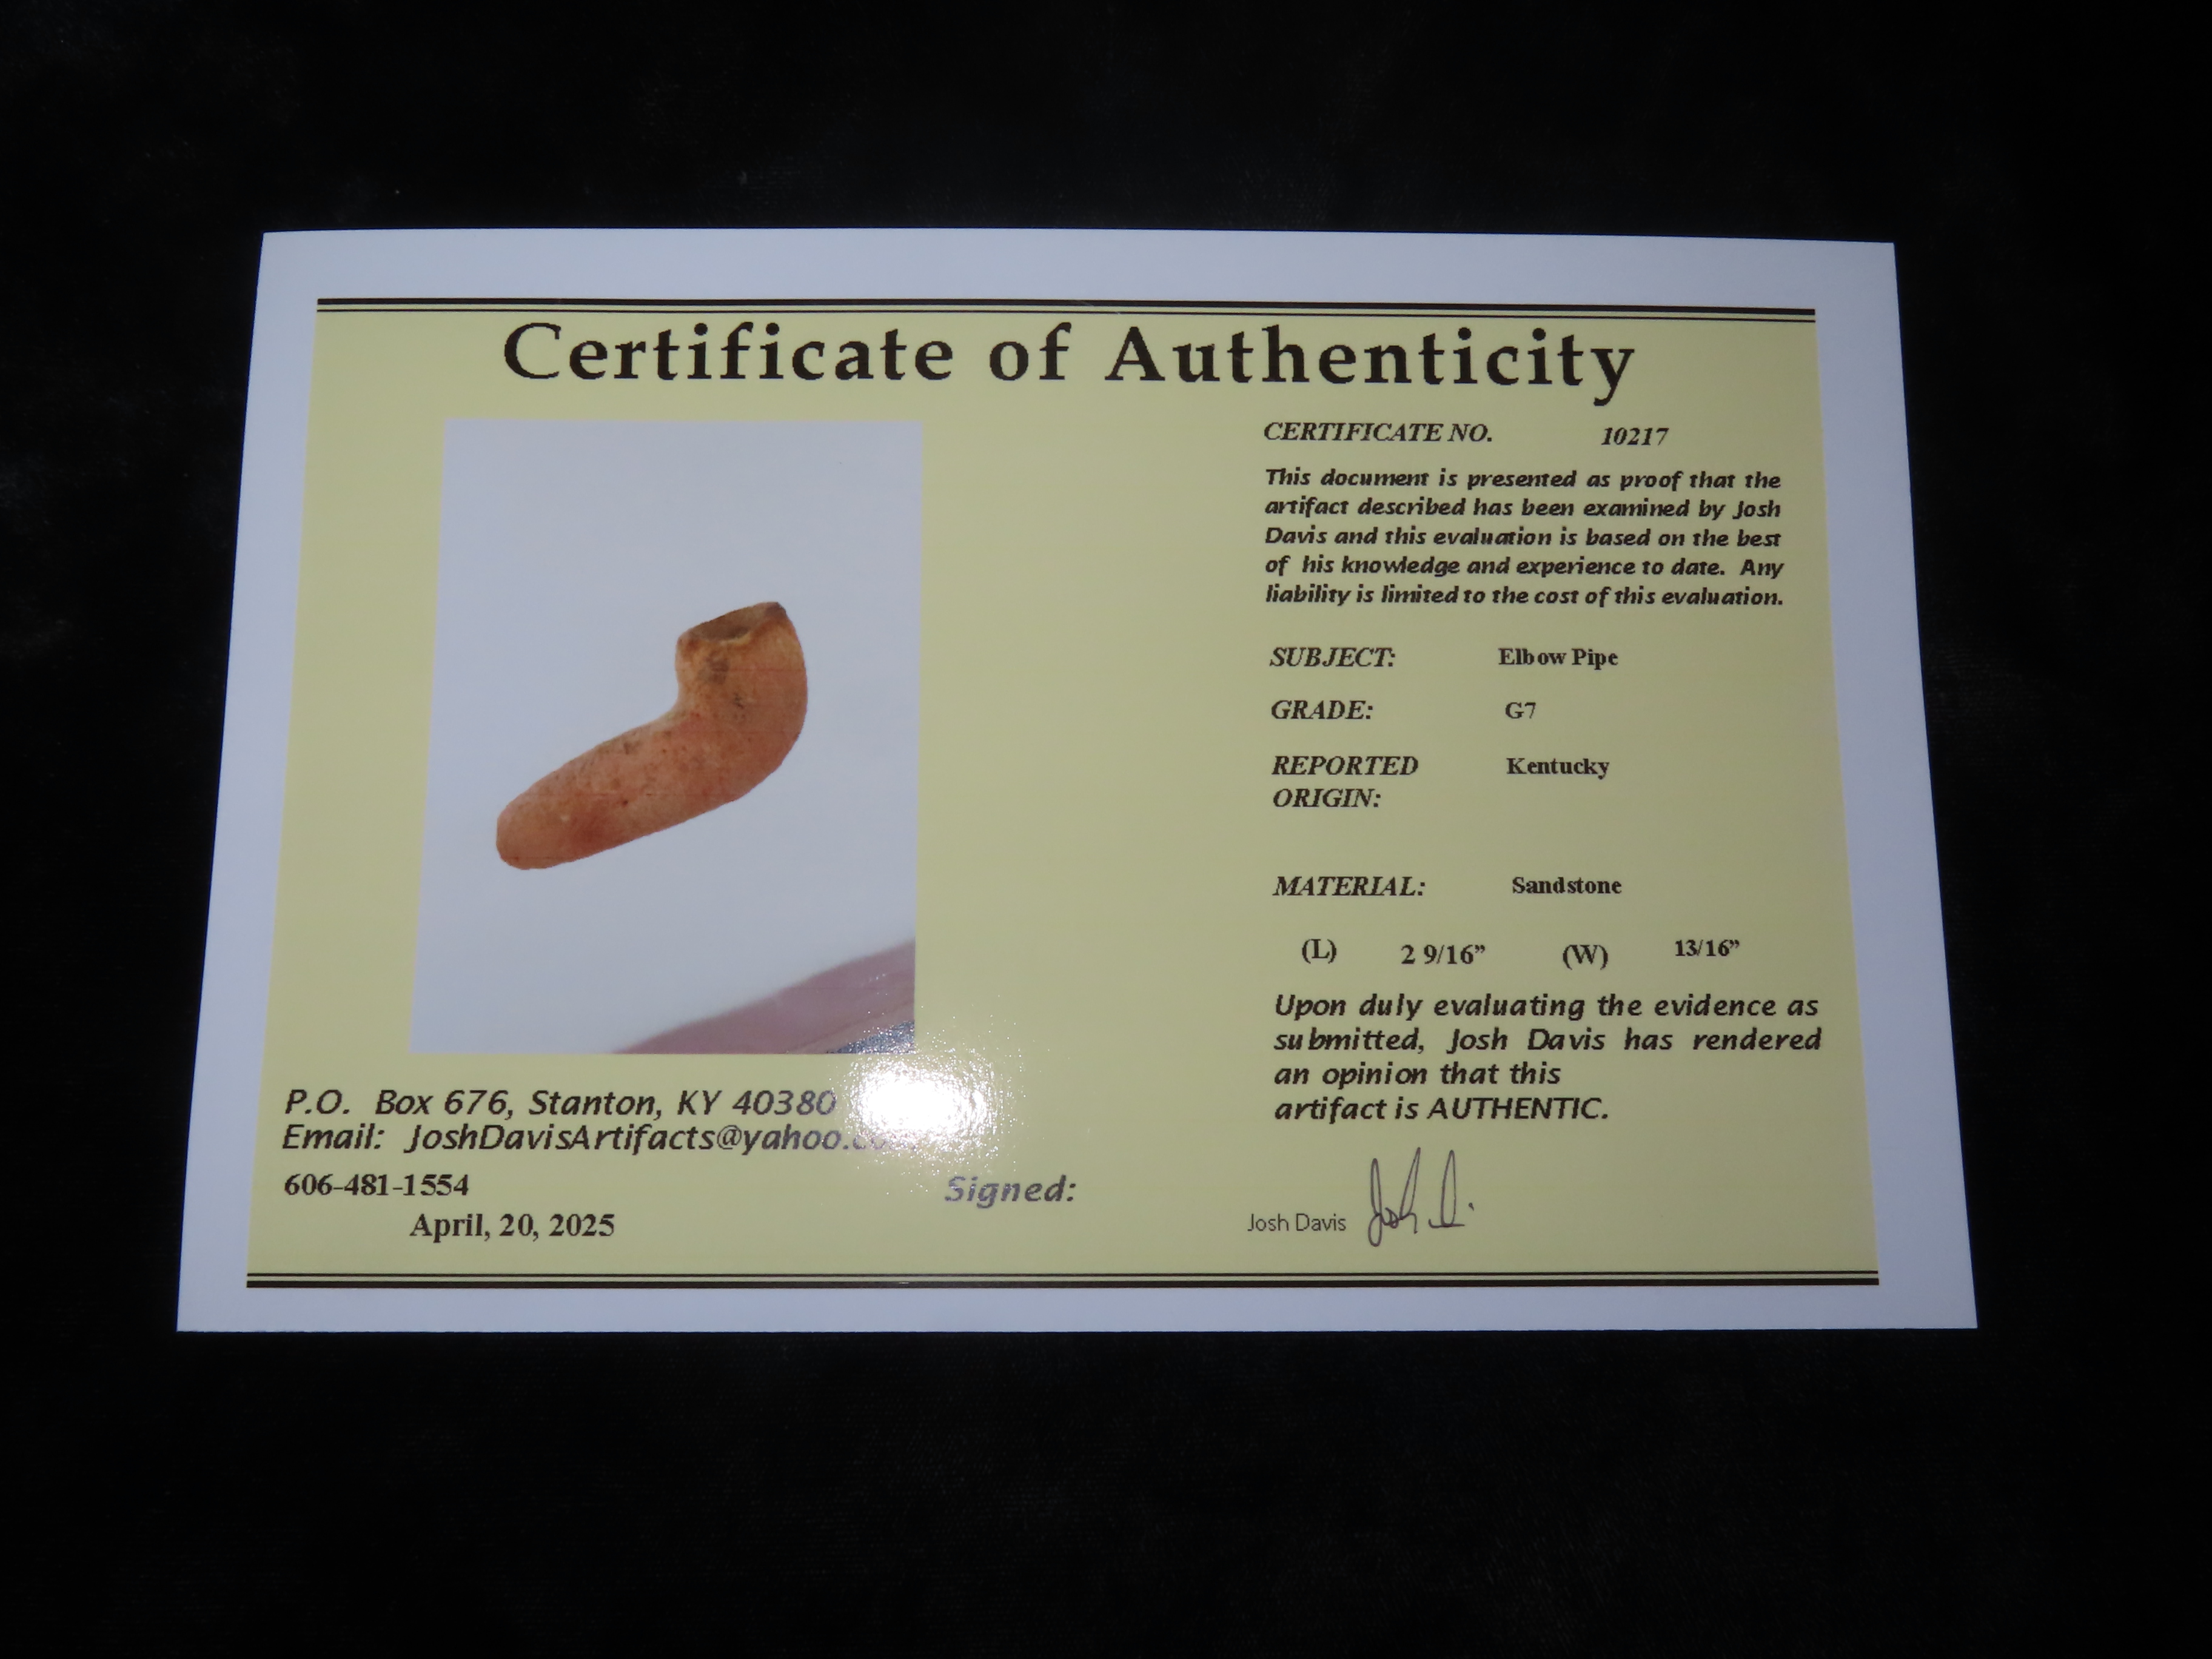 Certificate of Authenticity
CERTIFICATE NO. 10217
This document is presented as proof that the
artifact described has been examined by Josh
Davis and this evaluation is based on the best
of his knowledge and experience to date. Any
liability is limited to the cost of this evaluation.
SUBJECT: Elbow Pipe
GRADE: G7
REPORTED Kentucky
ORIGIN:
MATERIAL: Sandstone
(L) 2 9/16” (W) 13/16”
Upon duly evaluating the evidence as
submitted, Josh Davis has rendered
an opinion that this
artifact is AUTHENTIC.
P.O. Box 676, Stanton, KY 40380
Email: JoshDavisArtifacts@yahoo.
606-481-1554
April, 20, 2025
Signed:
Josh Davis